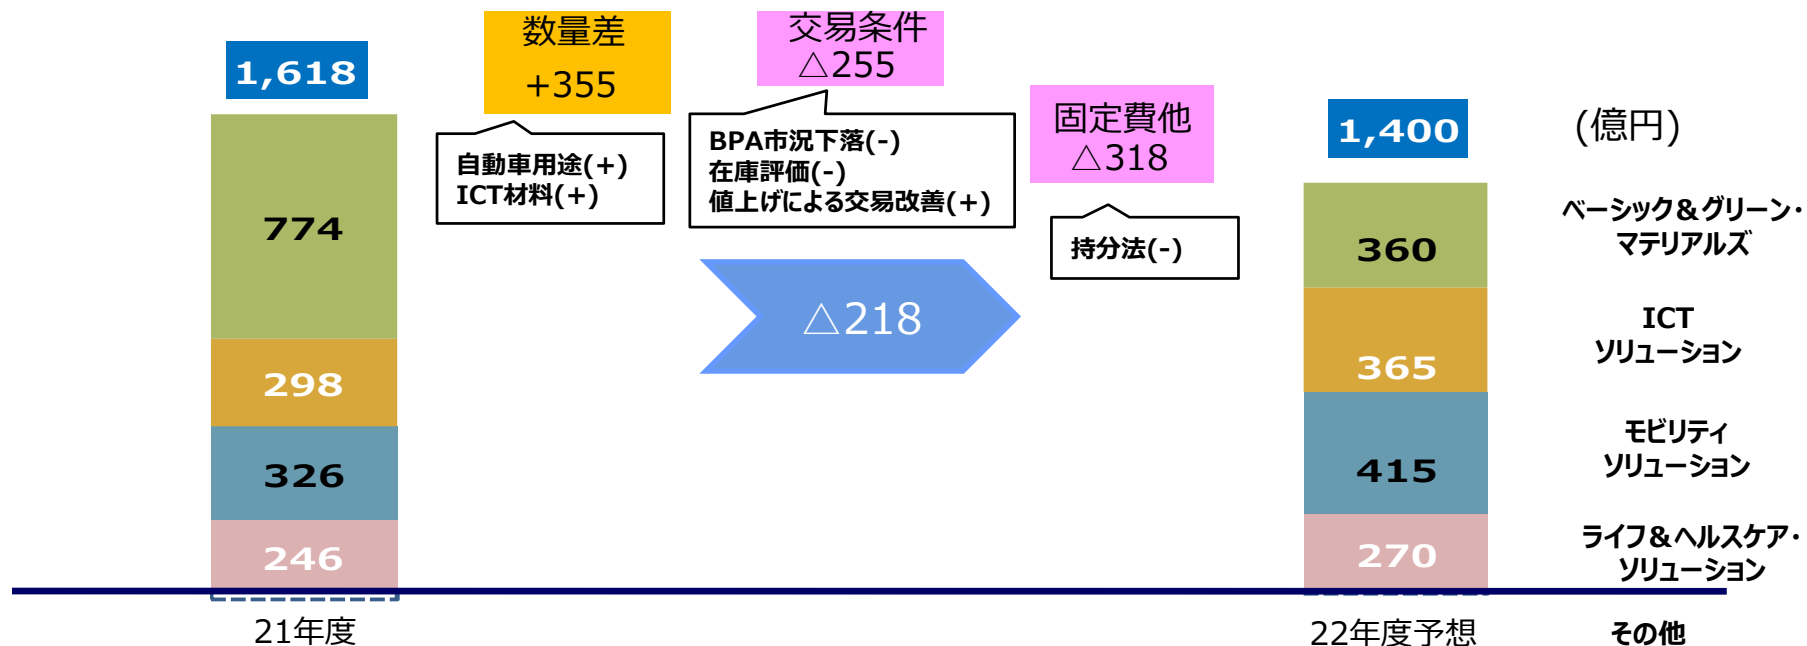 数量差
+355
交易条件
△255
固定費他
△318
1,618
1,400
(億円)
自動車用途(+)
ICT材料(+)
BPA市況下落(-)
在庫評価(-)
値上げによる交易改善(+)
持分法(-)
△218
774
298
326
246
360
365
415
270
ベーシック&グリーン・
マテリアルズ
ICT
ソリューション
モビリティ
ソリューション
ライフ&ヘルスケア・
ソリューション
21年度
22年度予想
その他